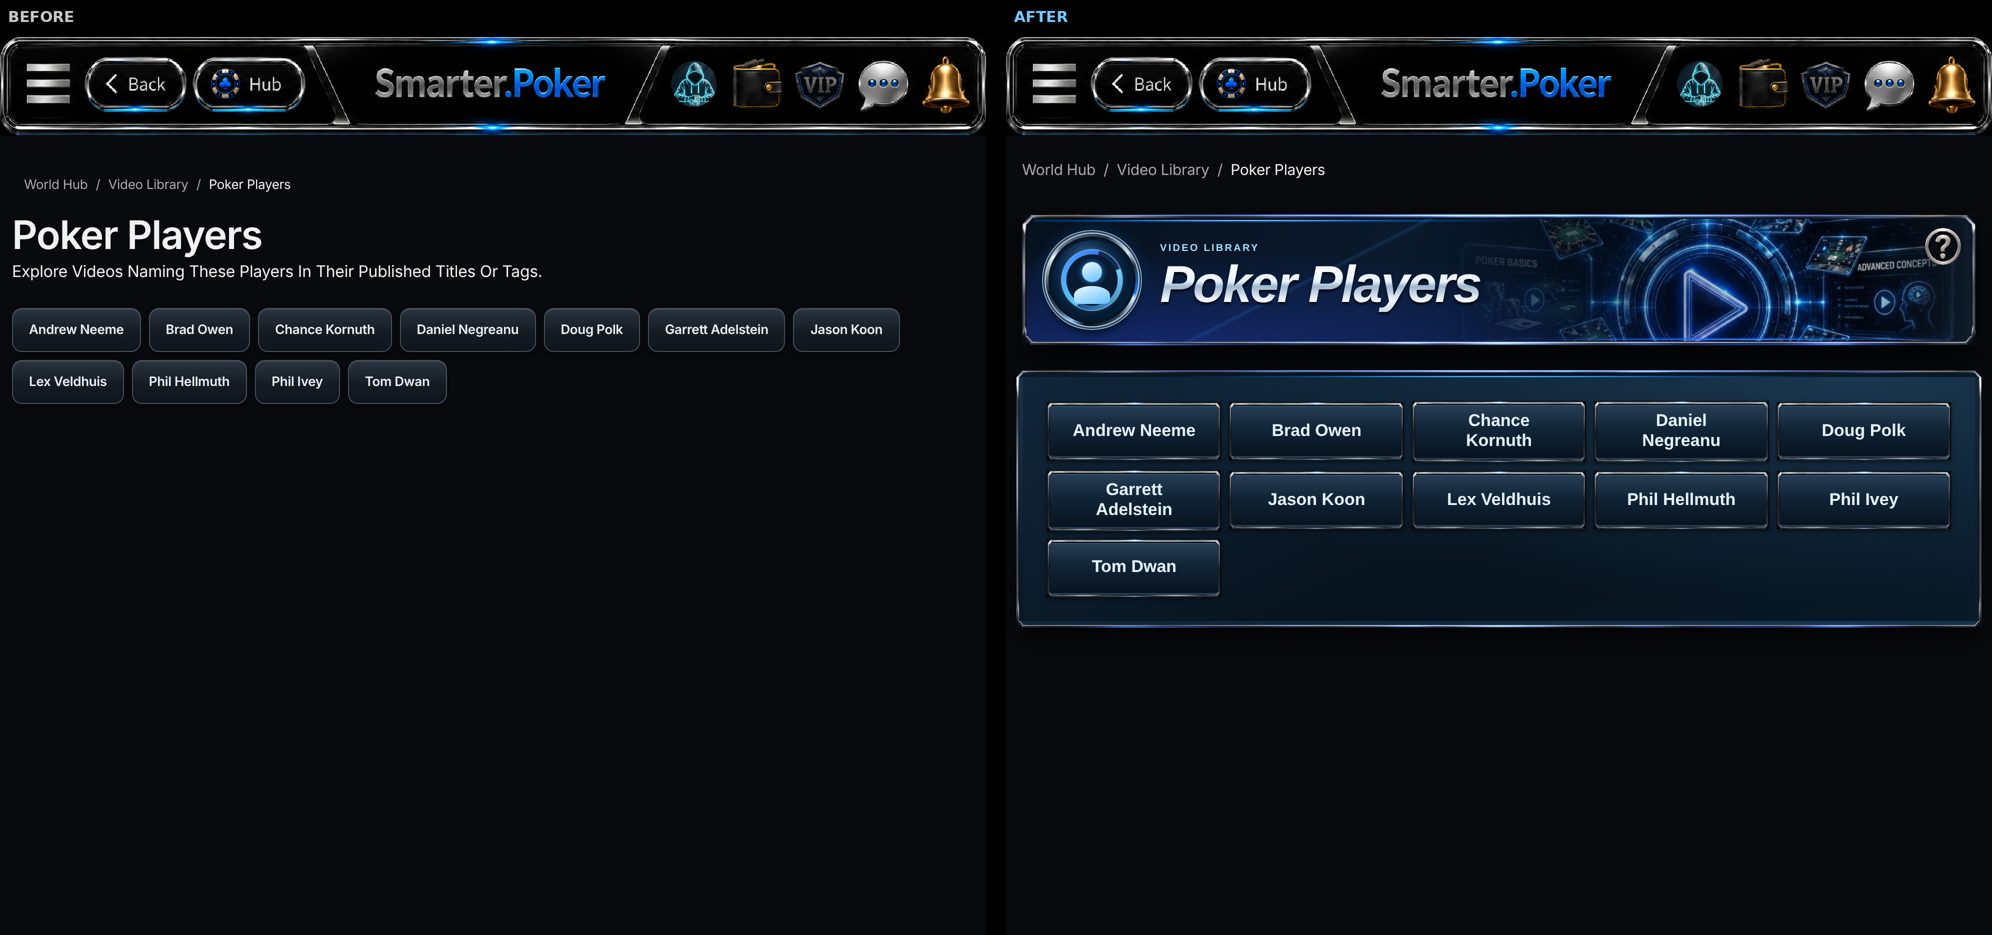 BEFORE
Back
Hub
Smarter.Poker
VIP
World Hub / Video Library / Poker Players
Poker Players
Explore Videos Naming These Players In Their Published Titles Or Tags.
Andrew Neeme
Brad Owen
Chance Kornuth
Daniel Negreanu
Doug Polk
Garrett Adelstein
Jason Koon
Lex Veldhuis
Phil Hellmuth
Phil Ivey
Tom Dwan
AFTER
Back
Hub
Smarter.Poker
VIP
World Hub / Video Library / Poker Players
VIDEO LIBRARY
Poker Players
POKER BASICS
ADVANCED CONCEPT
?
Andrew Neeme
Brad Owen
Chance
Kornuth
Daniel
Negreanu
Doug Polk
Garrett
Adelstein
Jason Koon
Lex Veldhuis
Phil Hellmuth
Phil Ivey
Tom Dwan